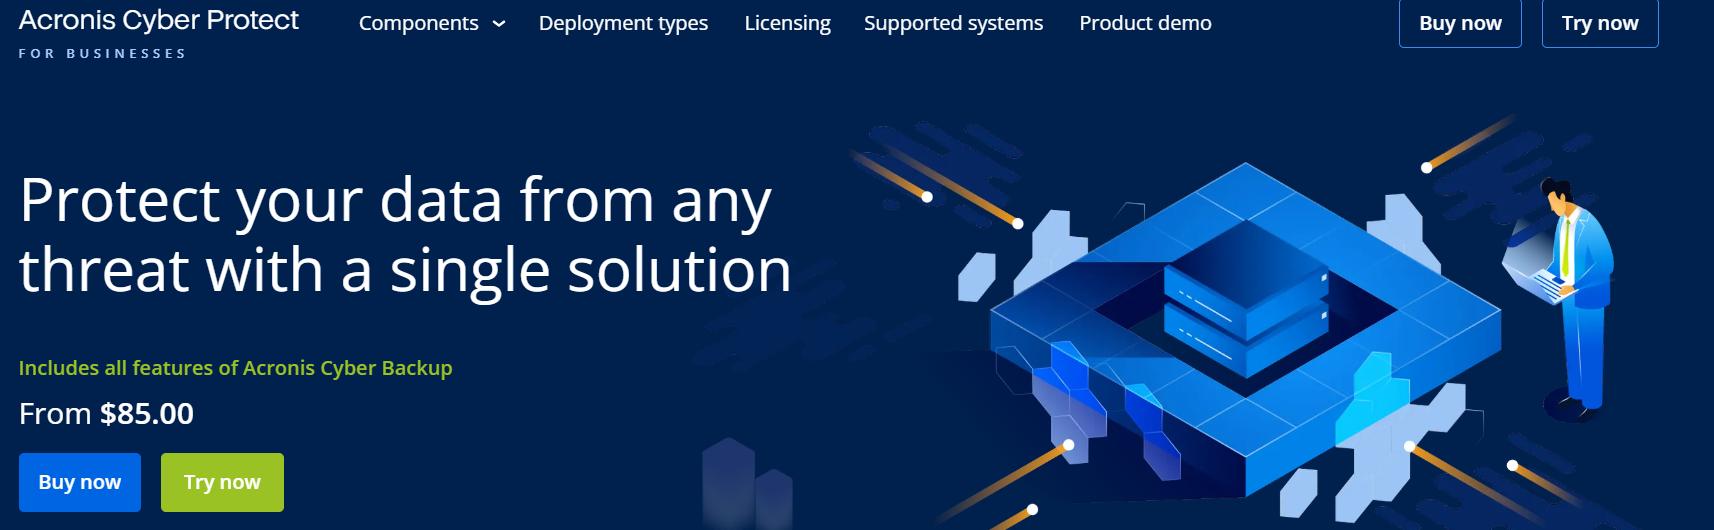 Acronis Cyber Protect
FOR BUSINESSES
Components
Deployment types
Licensing
Supported systems
Product demo
Buy now
Try now
Protect your data from any
threat with a single solution
Includes all features of Acronis Cyber Backup
From $85.00
Buy now
Try now